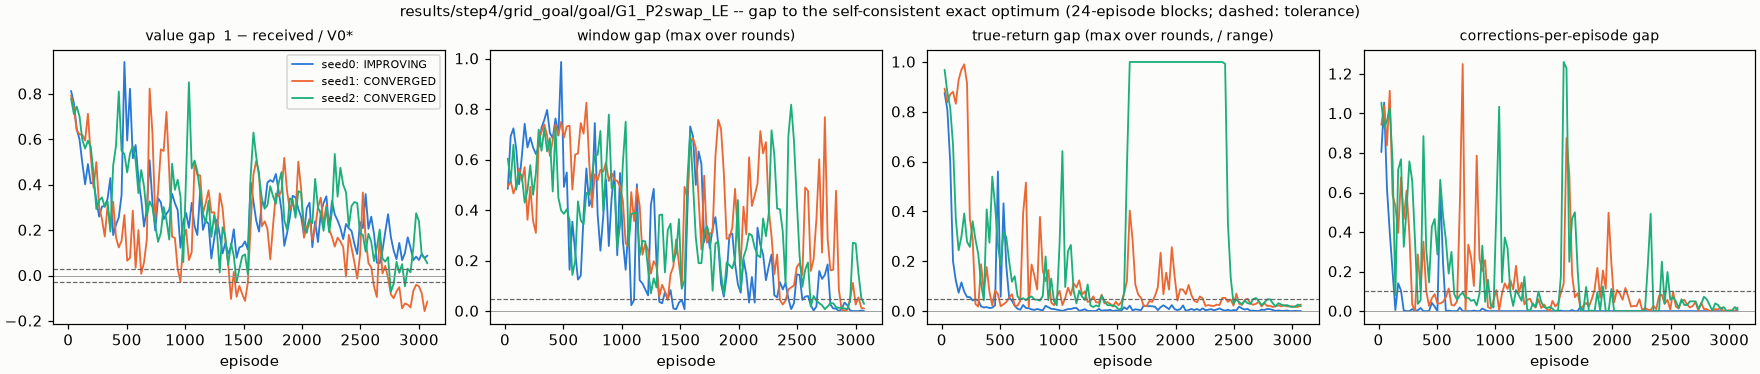 results/step4/grid_goal/goal/G1_P2swap_LE -- gap to the self-consistent exact optimum (24-episode blocks; dashed: tolerance)
value gap 1 − received / V0*
0.8
0.6
0.4
0.2
0.0
−0.2
0 500 1000 1500 2000 2500 3000
episode
seed0: IMPROVING
seed1: CONVERGED
seed2: CONVERGED
window gap (max over rounds)
1.0
0.8
0.6
0.4
0.2
0.0
0 500 1000 1500 2000 2500 3000
episode
true-return gap (max over rounds, / range)
1.0
0.8
0.6
0.4
0.2
0.0
0 500 1000 1500 2000 2500 3000
episode
corrections-per-episode gap
1.2
1.0
0.8
0.6
0.4
0.2
0.0
0 500 1000 1500 2000 2500 3000
episode